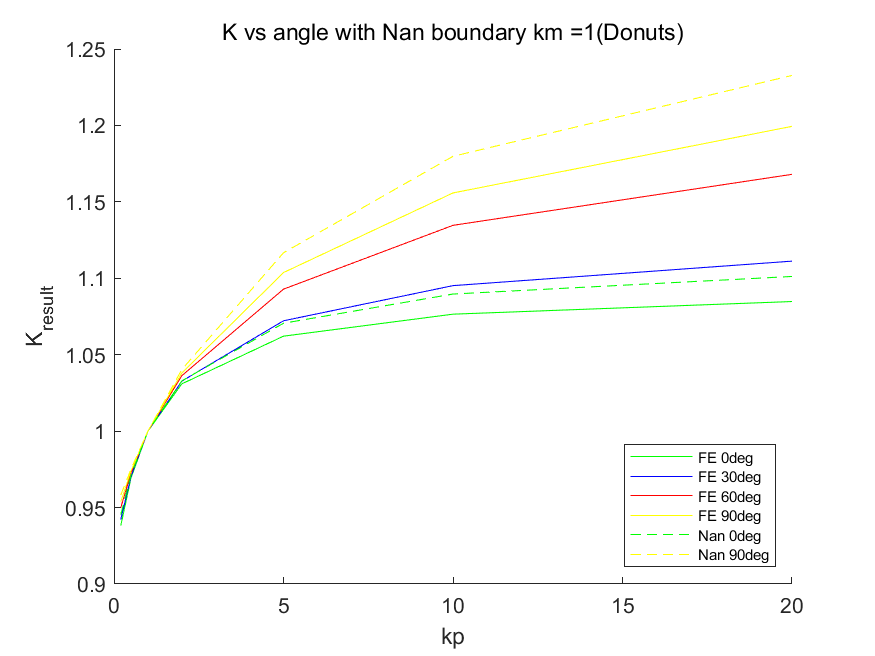 K vs angle with Nan boundary km =1(Donuts)
1.25
1.2
1.15
1.1
1.05
1
0.95
0.9
K_result
0 5 10 15 20
kp
FE 0deg
FE 30deg
FE 60deg
FE 90deg
Nan 0deg
Nan 90deg